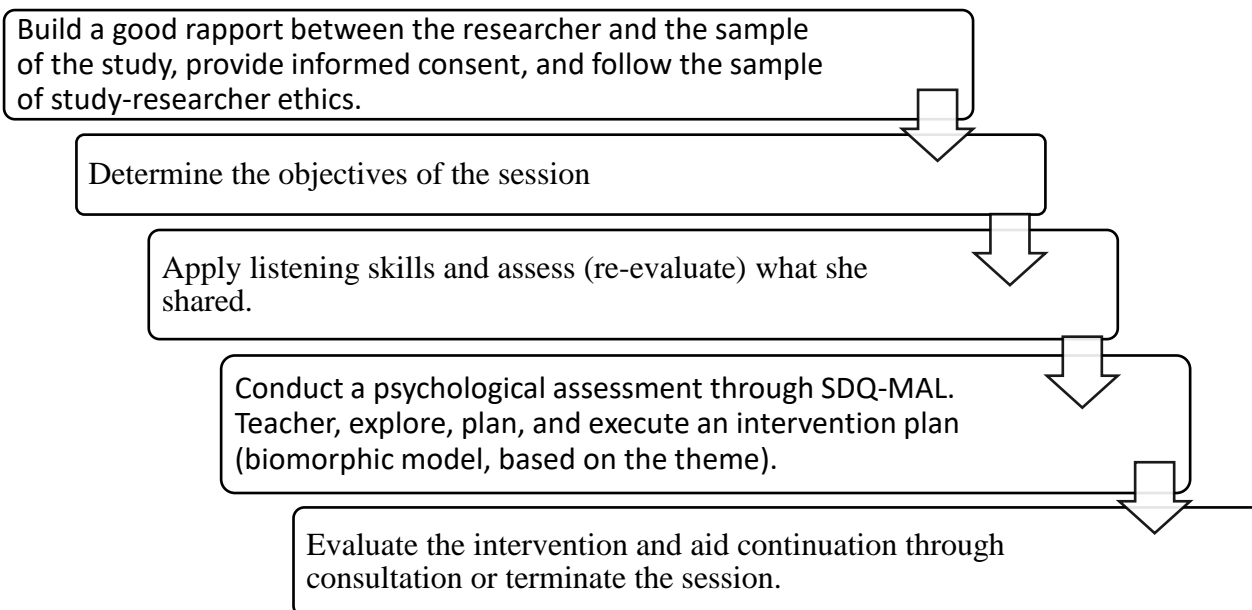 Build a good rapport between the researcher and the sample
of the study, provide informed consent, and follow the sample
of study-researcher ethics.
Determine the objectives of the session
Apply listening skills and assess (re-evaluate) what she
shared.
Conduct a psychological assessment through SDQ-MAL.
Teacher, explore, plan, and execute an intervention plan
(biomorphic model, based on the theme).
Evaluate the intervention and aid continuation through
consultation or terminate the session.